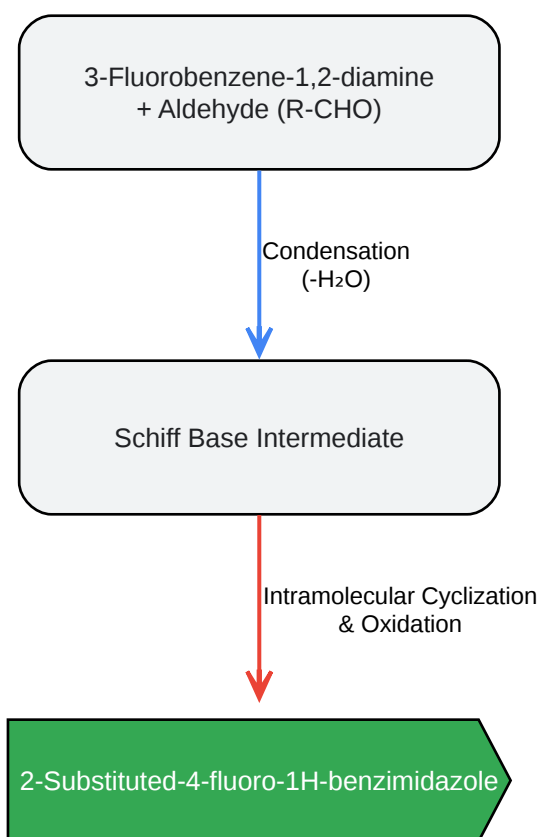 3-Fluorobenzene-1,2-diamine
+ Aldehyde (R-CHO)
Condensation
(-H₂O)
Schiff Base Intermediate
Intramolecular Cyclization
& Oxidation
2-Substituted-4-fluoro-1H-benzimidazole